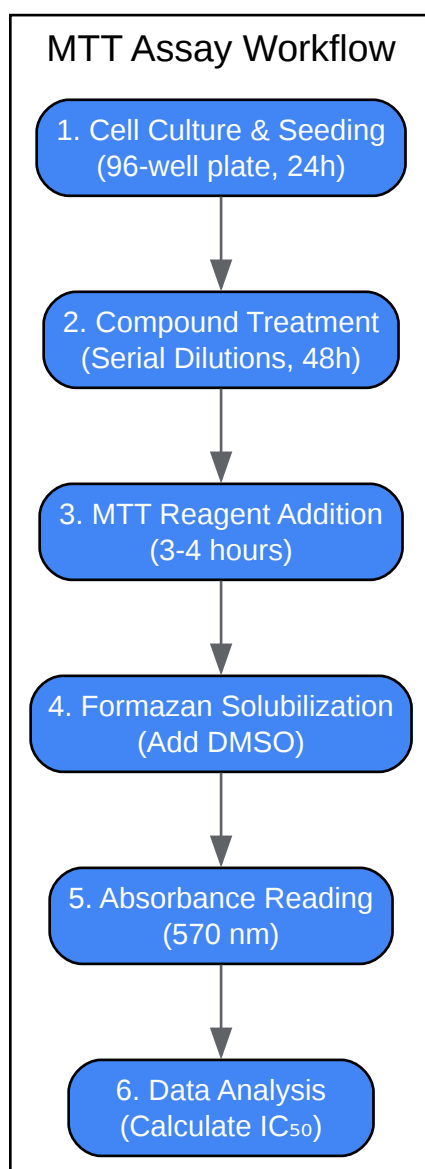 MTT Assay Workflow
1. Cell Culture & Seeding
(96-well plate, 24h)
2. Compound Treatment
(Serial Dilutions, 48h)
3. MTT Reagent Addition
(3-4 hours)
4. Formazan Solubilization
(Add DMSO)
5. Absorbance Reading
(570 nm)
6. Data Analysis
(Calculate IC₅₀)